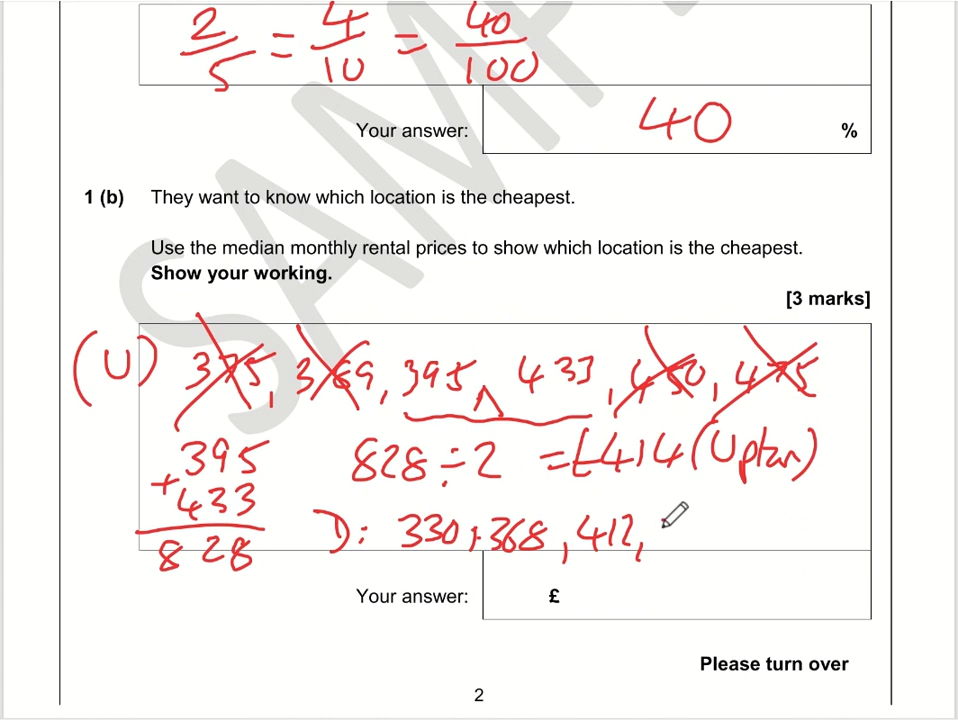 2/5 = 4/10 = 40/100
Your answer: 40 %
1 (b) They want to know which location is the cheapest.
Use the median monthly rental prices to show which location is the cheapest.
Show your working.
[3 marks]
(U) 375, 369, 395, 433, 450, 475
395 828 ÷ 2 = £414 (Uptan)
+433
828 D: 330, 368, 412,
Your answer: £
Please turn over
2
SAMP